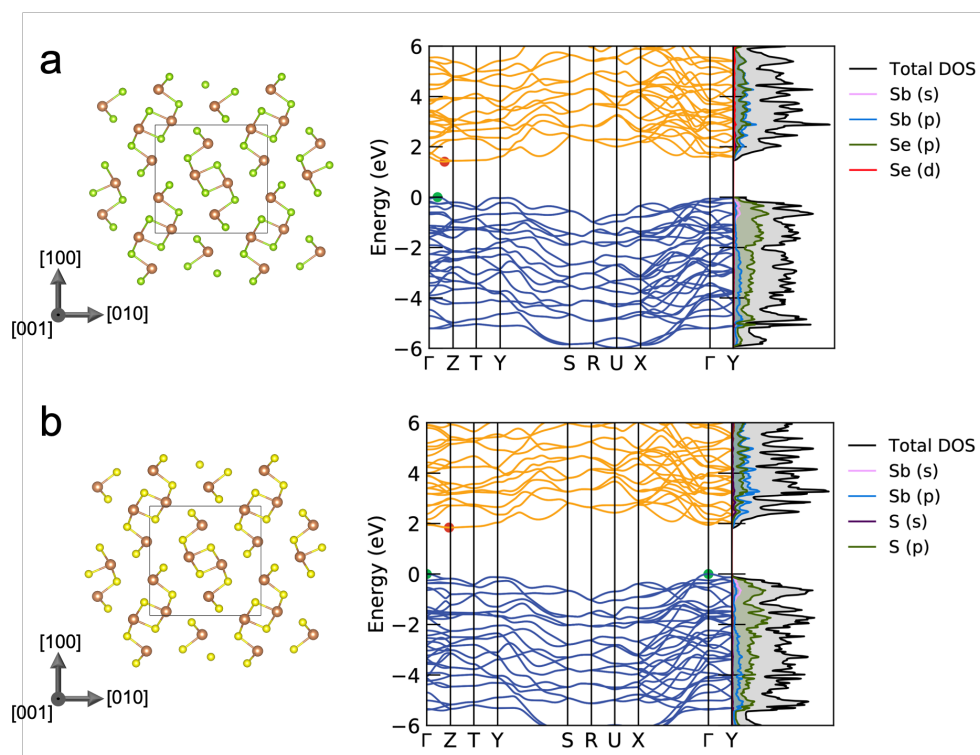 a
[100]
[001]
[010]
Energy (eV)
6
4
2
0
−2
−4
−6
Γ Z T Y S R U X Γ Y
Total DOS
Sb (s)
Sb (p)
Se (p)
Se (d)
b
[100]
[001]
[010]
Energy (eV)
6
4
2
0
−2
−4
−6
Γ Z T Y S R U X Γ Y
Total DOS
Sb (s)
Sb (p)
S (s)
S (p)